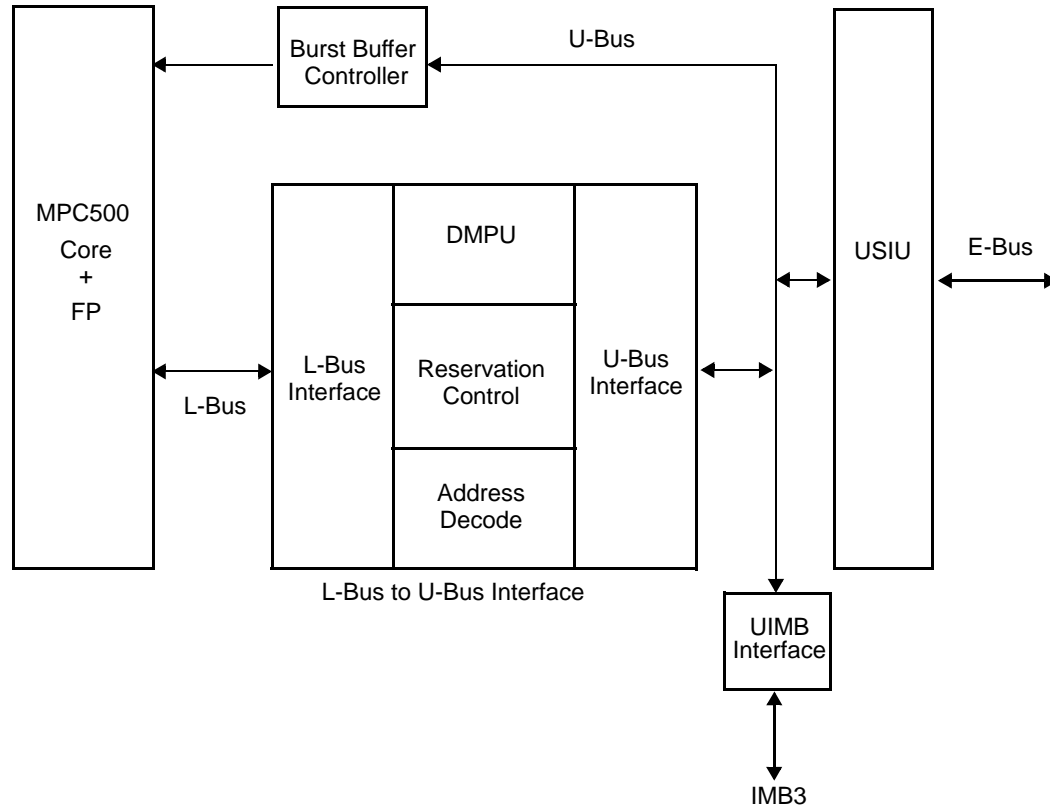 Burst Buffer
Controller
U-Bus
MPC500
Core
+
FP
DMPU
USIU
E-Bus
L-Bus
Interface
Reservation
Control
U-Bus
Interface
L-Bus
Address
Decode
L-Bus to U-Bus Interface
UIMB
Interface
IMB3